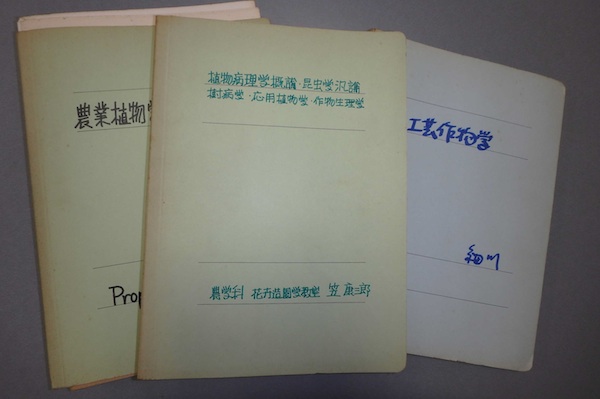 農業植物学
Prop
植物病理学概論・昆虫学汎論
樹病学・応用植物学・作物生理学
農学科 花卉造園学教室 笠康三郎
工芸作物学
細川